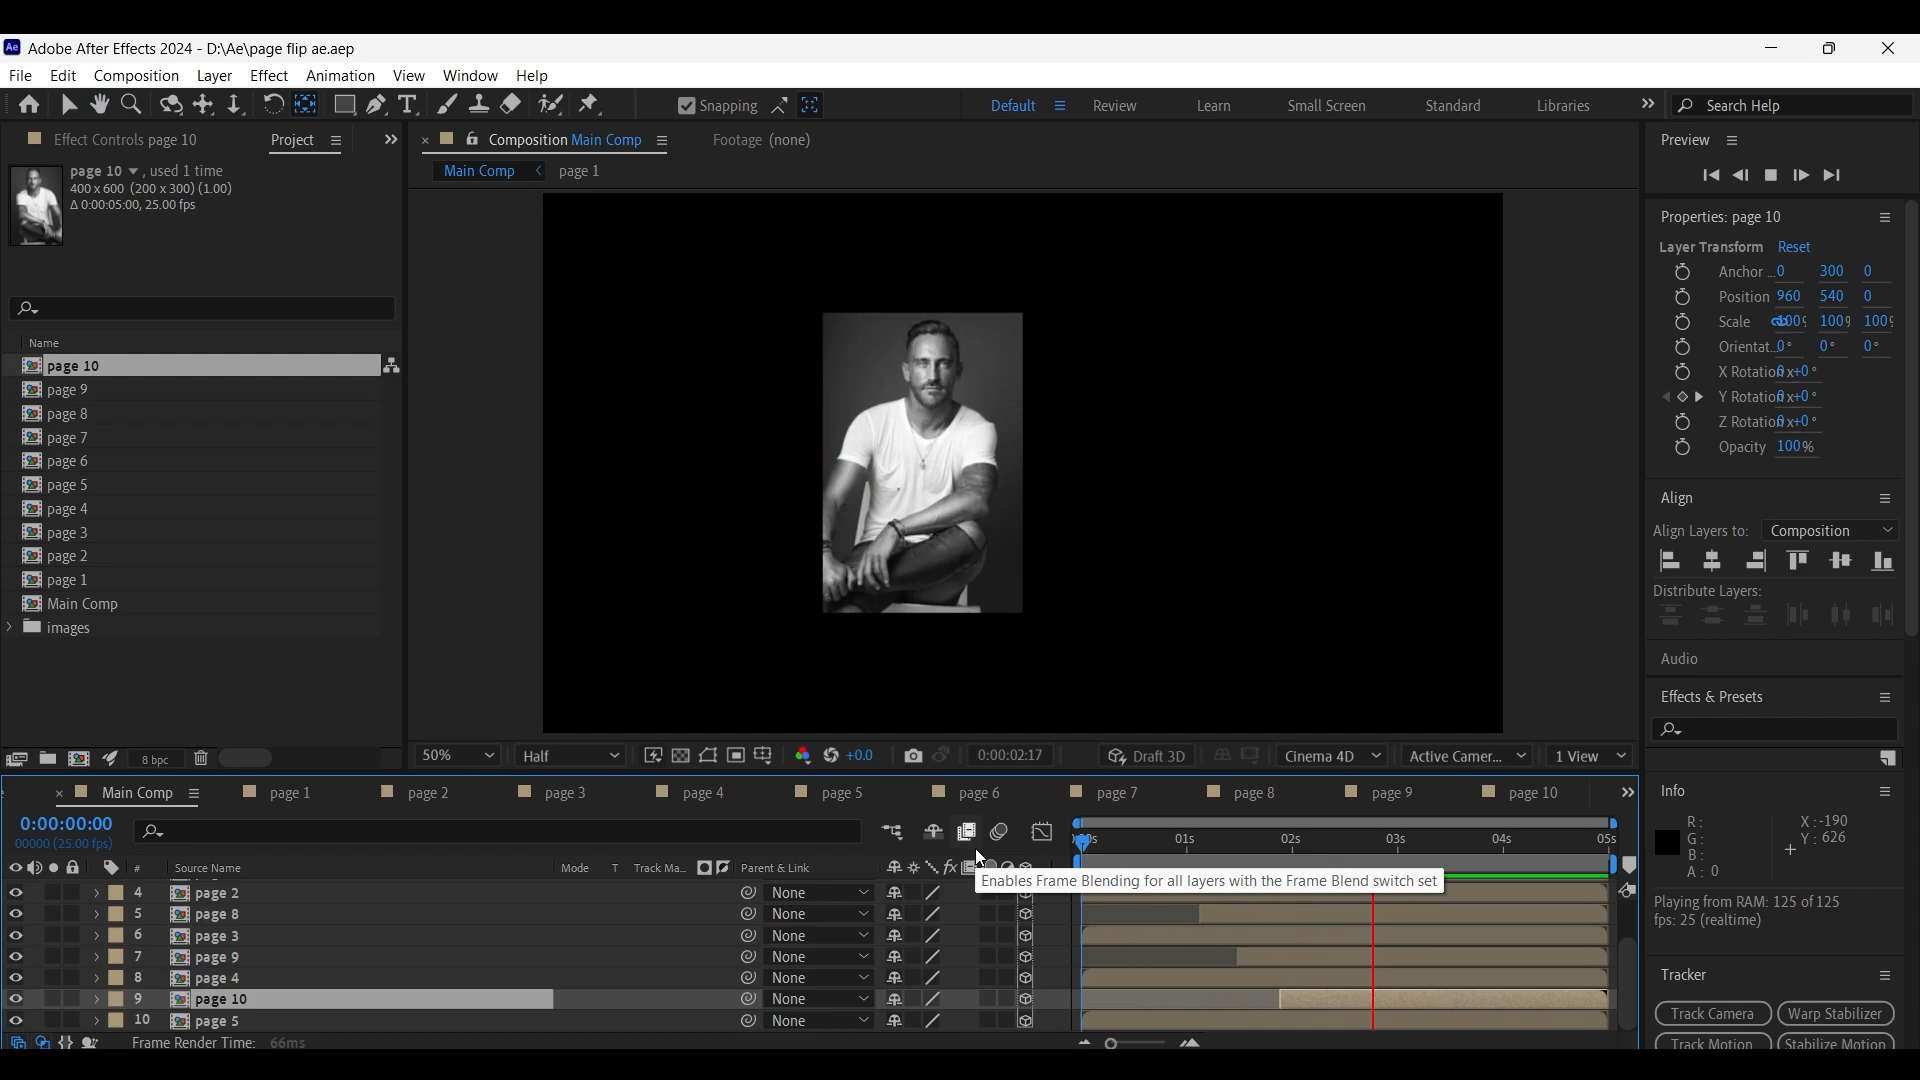 Ae Adobe After Effects 2024 - D:\Ae\page flip ae.aep
File Edit Composition Layer Effect Animation View Window Help
Snapping Default Review Learn Small Screen Standard Libraries Search Help
Effect Controls page 10 Project
page 10 , used 1 time
400 x 600 (200 x 300) (1.00)
Δ 0:00:05:00, 25.00 fps
Name
page 10
page 9
page 8
page 7
page 6
page 5
page 4
page 3
page 2
page 1
Main Comp
images
8 bpc
Composition Main Comp Footage (none)
Main Comp page 1
50% Half +0.0 0:00:02:17 Draft 3D Cinema 4D Active Camer... 1 View
Preview
Properties: page 10
Layer Transform Reset
Anchor ... 0 300 0
Position 960 540 0
Scale 100% 100% 100%
Orientat... 0° 0° 0°
X Rotation 0x+0°
Y Rotation 0x+0°
Z Rotation 0x+0°
Opacity 100%
Align
Align Layers to: Composition
Distribute Layers:
Audio
Effects & Presets
Info
R: X: -190
G: Y: 626
B:
A: 0
Playing from RAM: 125 of 125
fps: 25 (realtime)
Tracker
Track Camera Warp Stabilizer
Track Motion Stabilize Motion
Main Comp page 1 page 2 page 3 page 4 page 5 page 6 page 7 page 8 page 9 page 10
0:00:00:00
00000 (25.00 fps)
01s 02s 03s 04s 05s
# Source Name Mode T Track Ma... Parent & Link fx
Enables Frame Blending for all layers with the Frame Blend switch set
4 page 2 None
5 page 8 None
6 page 3 None
7 page 9 None
8 page 4 None
9 page 10 None
10 page 5 None
Frame Render Time: 66ms